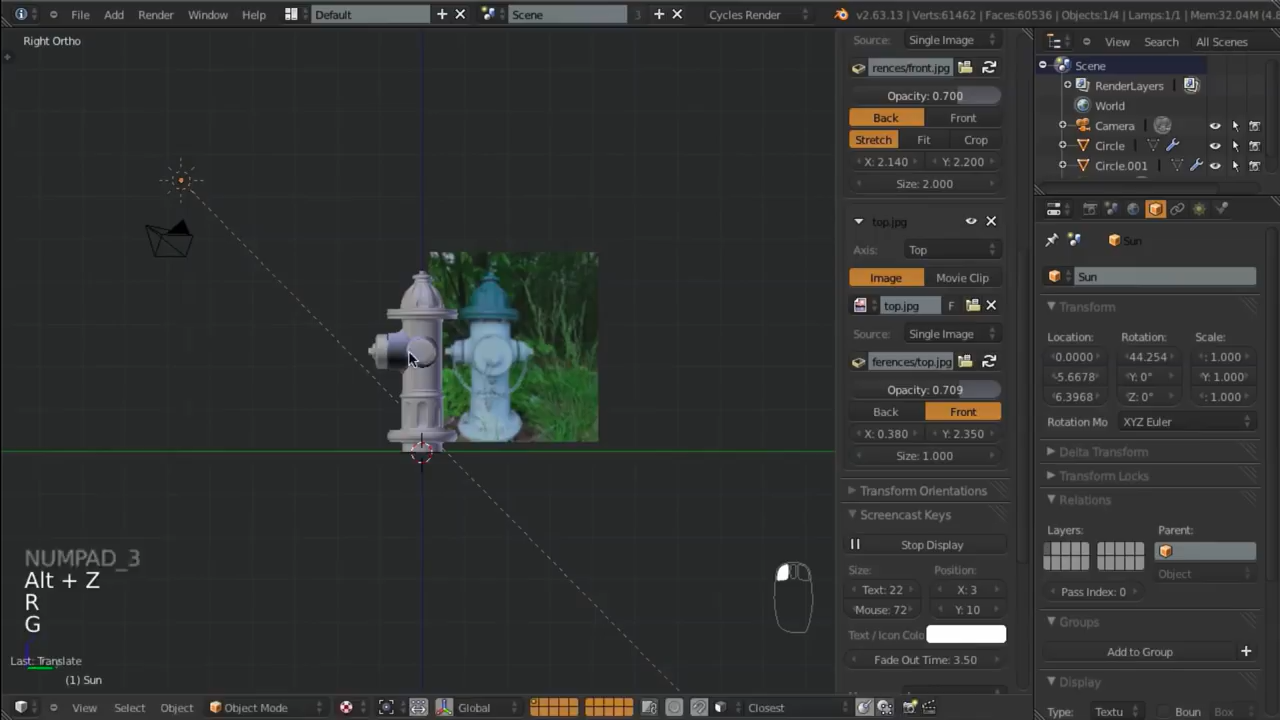 File Add Render Window Help Default Scene 3 Cycles Render v2.63.13 | Verts:61462 | Faces:60536 | Objects:1/4 | Lamps:1/1 | Mem:32.04M (4.
Right Ortho
Source: Single Image
rences/front.jpg
Opacity: 0.700
Back Front
Stretch Fit Crop
X: 2.140 Y: 2.200
Size: 2.000
top.jpg
Axis: Top
Image Movie Clip
top.jpg F
Source: Single Image
ferences/top.jpg
Opacity: 0.709
Back Front
X: 0.380 Y: 2.350
Size: 1.000
Transform Orientations
Screencast Keys
Stop Display
Size: Position:
Text: 22 X: 3
Mouse: 72 Y: 10
Text / Icon Colo
Fade Out Time: 3.50
View Search All Scenes
Scene
RenderLayers
World
Camera
Circle
Circle.001
Sun
Sun
Transform
Location: Rotation: Scale:
0.0000 -44.254 : 1.000
-5.6678 Y: 0° Y: 1.000
6.3968 Z: 0° : 1.000
Rotation Mo XYZ Euler
Delta Transform
Transform Locks
Relations
Layers: Parent:
Object
Pass Index: 0
Groups
Add to Group
Display
Type: Textu Boun Box
NUMPAD_3
Alt + Z
R
G
Last: Translate
(1) Sun
View Select Object Object Mode Global Closest